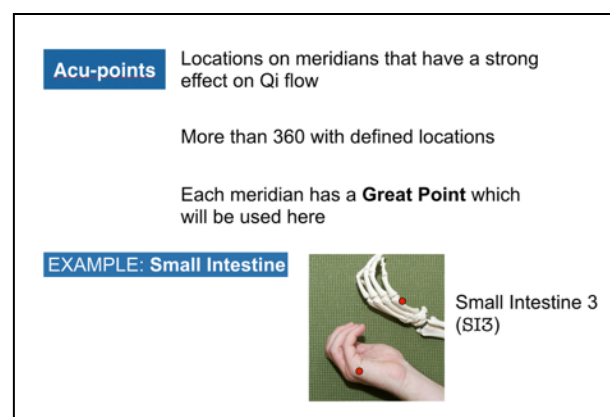 Acu-points
Locations on meridians that have a strong
effect on Qi flow
More than 360 with defined locations
Each meridian has a Great Point which
will be used here
EXAMPLE: Small Intestine
Small Intestine 3
(SI3)